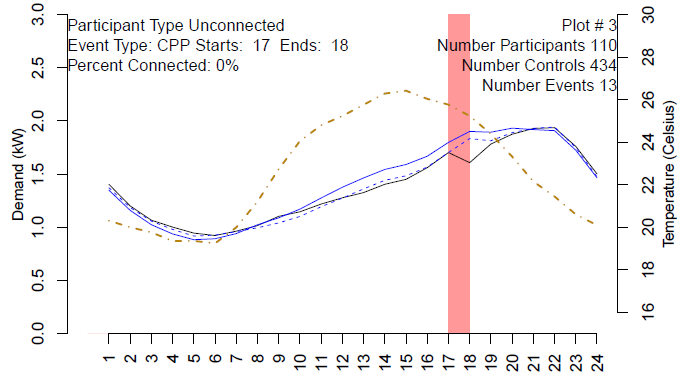 Participant Type Unconnected
Event Type: CPP Starts:  17  Ends:  18
Percent Connected: 0%
Plot # 3
Number Participants 110
Number Controls 434
Number Events 13
Demand (kW)
0.0 0.5 1.0 1.5 2.0 2.5 3.0
Temperature (Celsius)
16 18 20 22 24 26 28 30
1 2 3 4 5 6 7 8 9 10 11 12 13 14 15 16 17 18 19 20 21 22 23 24